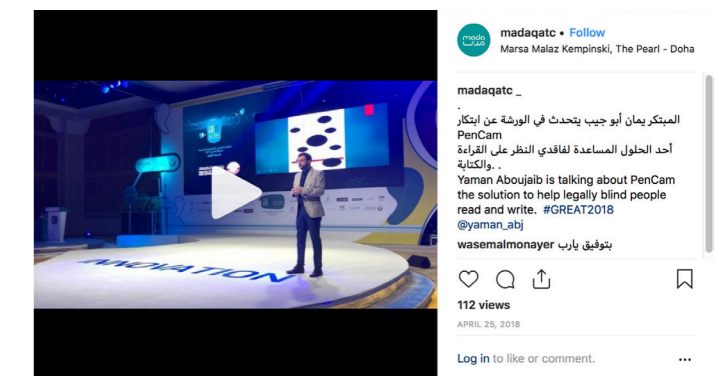 mada
مدى
madaqatc • Follow
Marsa Malaz Kempinski, The Pearl - Doha
madaqatc _
.
المبتكر يمان أبو جيب يتحدث في الورشة عن ابتكار
PenCam
أحد الحلول المساعدة لفاقدي النظر على القراءة
. .والكتابة
Yaman Aboujaib is talking about PenCam
the solution to help legally blind people
read and write. #GREAT2018
@yaman_abj
wasemalmonayer بتوفيق يارب
INNOVATION
112 views
APRIL 25, 2018
Log in to like or comment.